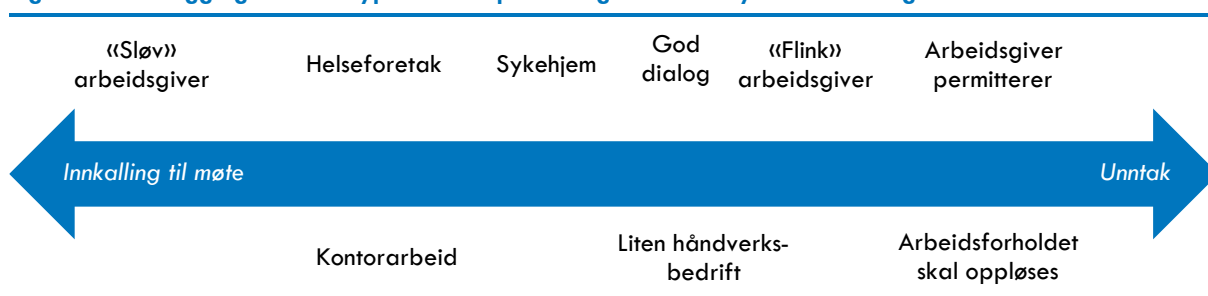 «Sløv»
arbeidsgiver
Helseforetak
Sykehjem
God
dialog
«Flink»
arbeidsgiver
Arbeidsgiver
permitterer
Innkalling til møte
Unntak
Kontorarbeid
Liten håndverks-
bedrift
Arbeidsforholdet
skal oppløses